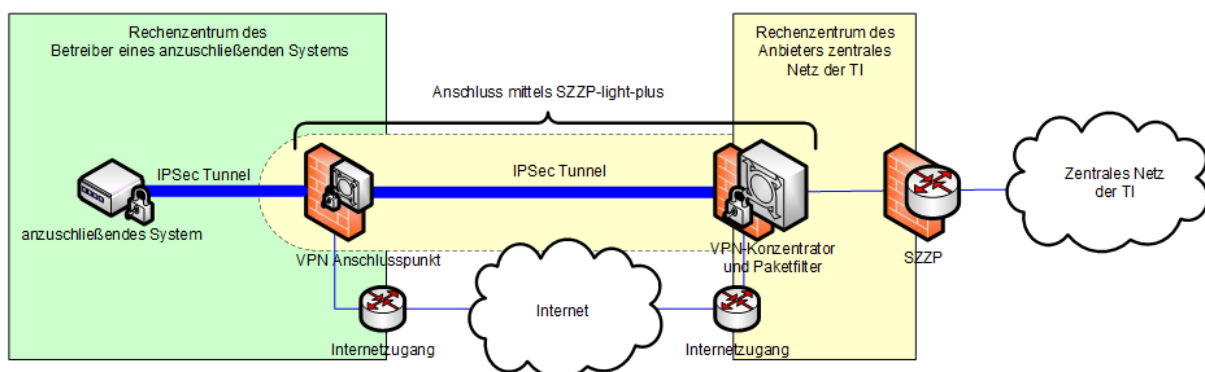 Rechenzentrum des
Betreiber eines anzuschließenden Systems
Rechenzentrum des
Anbieters zentrales
Netz der TI
Anschluss mittels SZZP-light-plus
IPSec Tunnel
IPSec Tunnel
Zentrales Netz
der TI
anzuschließendes System
VPN Anschlusspunkt
VPN-Konzentrator
und Paketfilter
SZZP
Internet
Internetzugang
Internetzugang